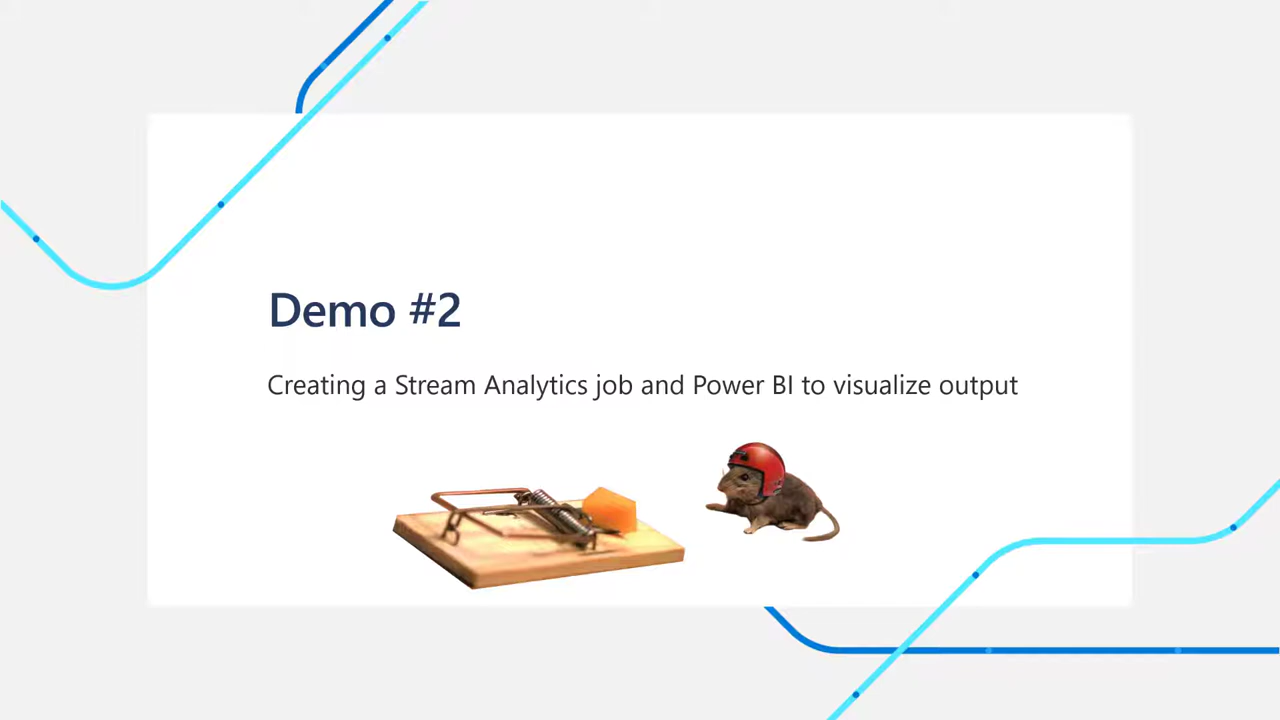 Demo #2
Creating a Stream Analytics job and Power BI to visualize output